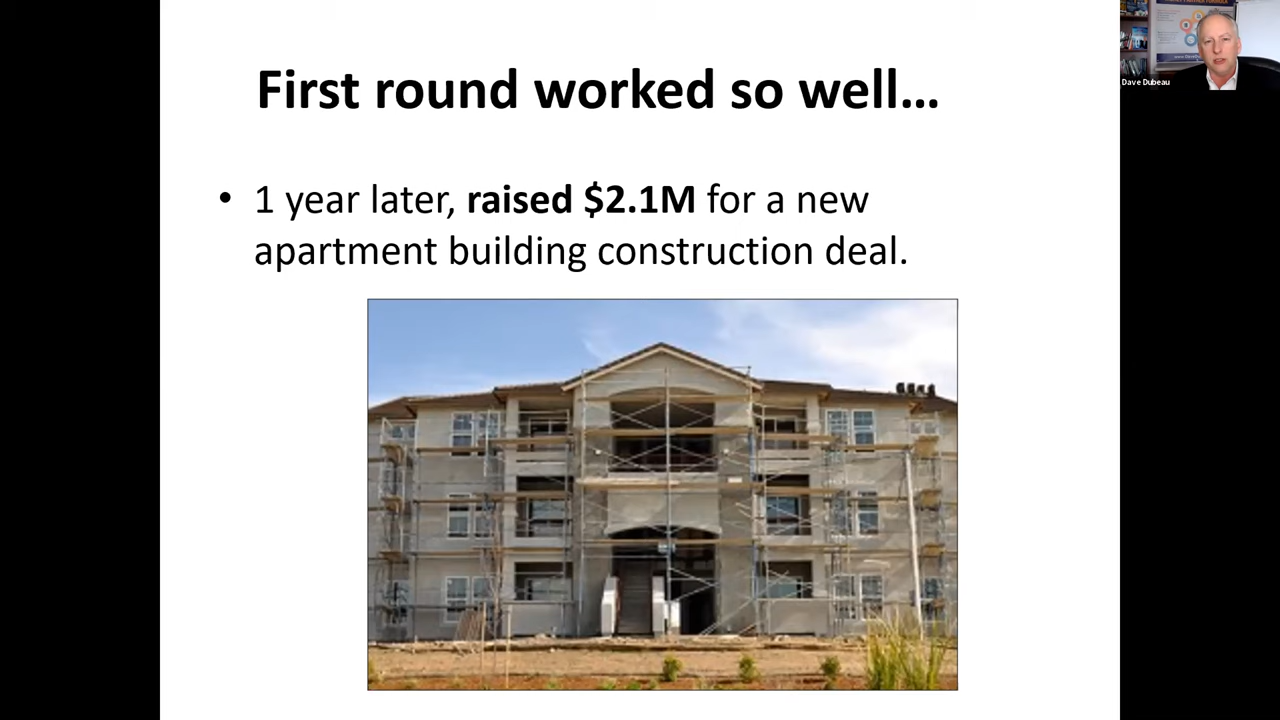 First round worked so well…
• 1 year later, raised $2.1M for a new
apartment building construction deal.
Dave Dubeau